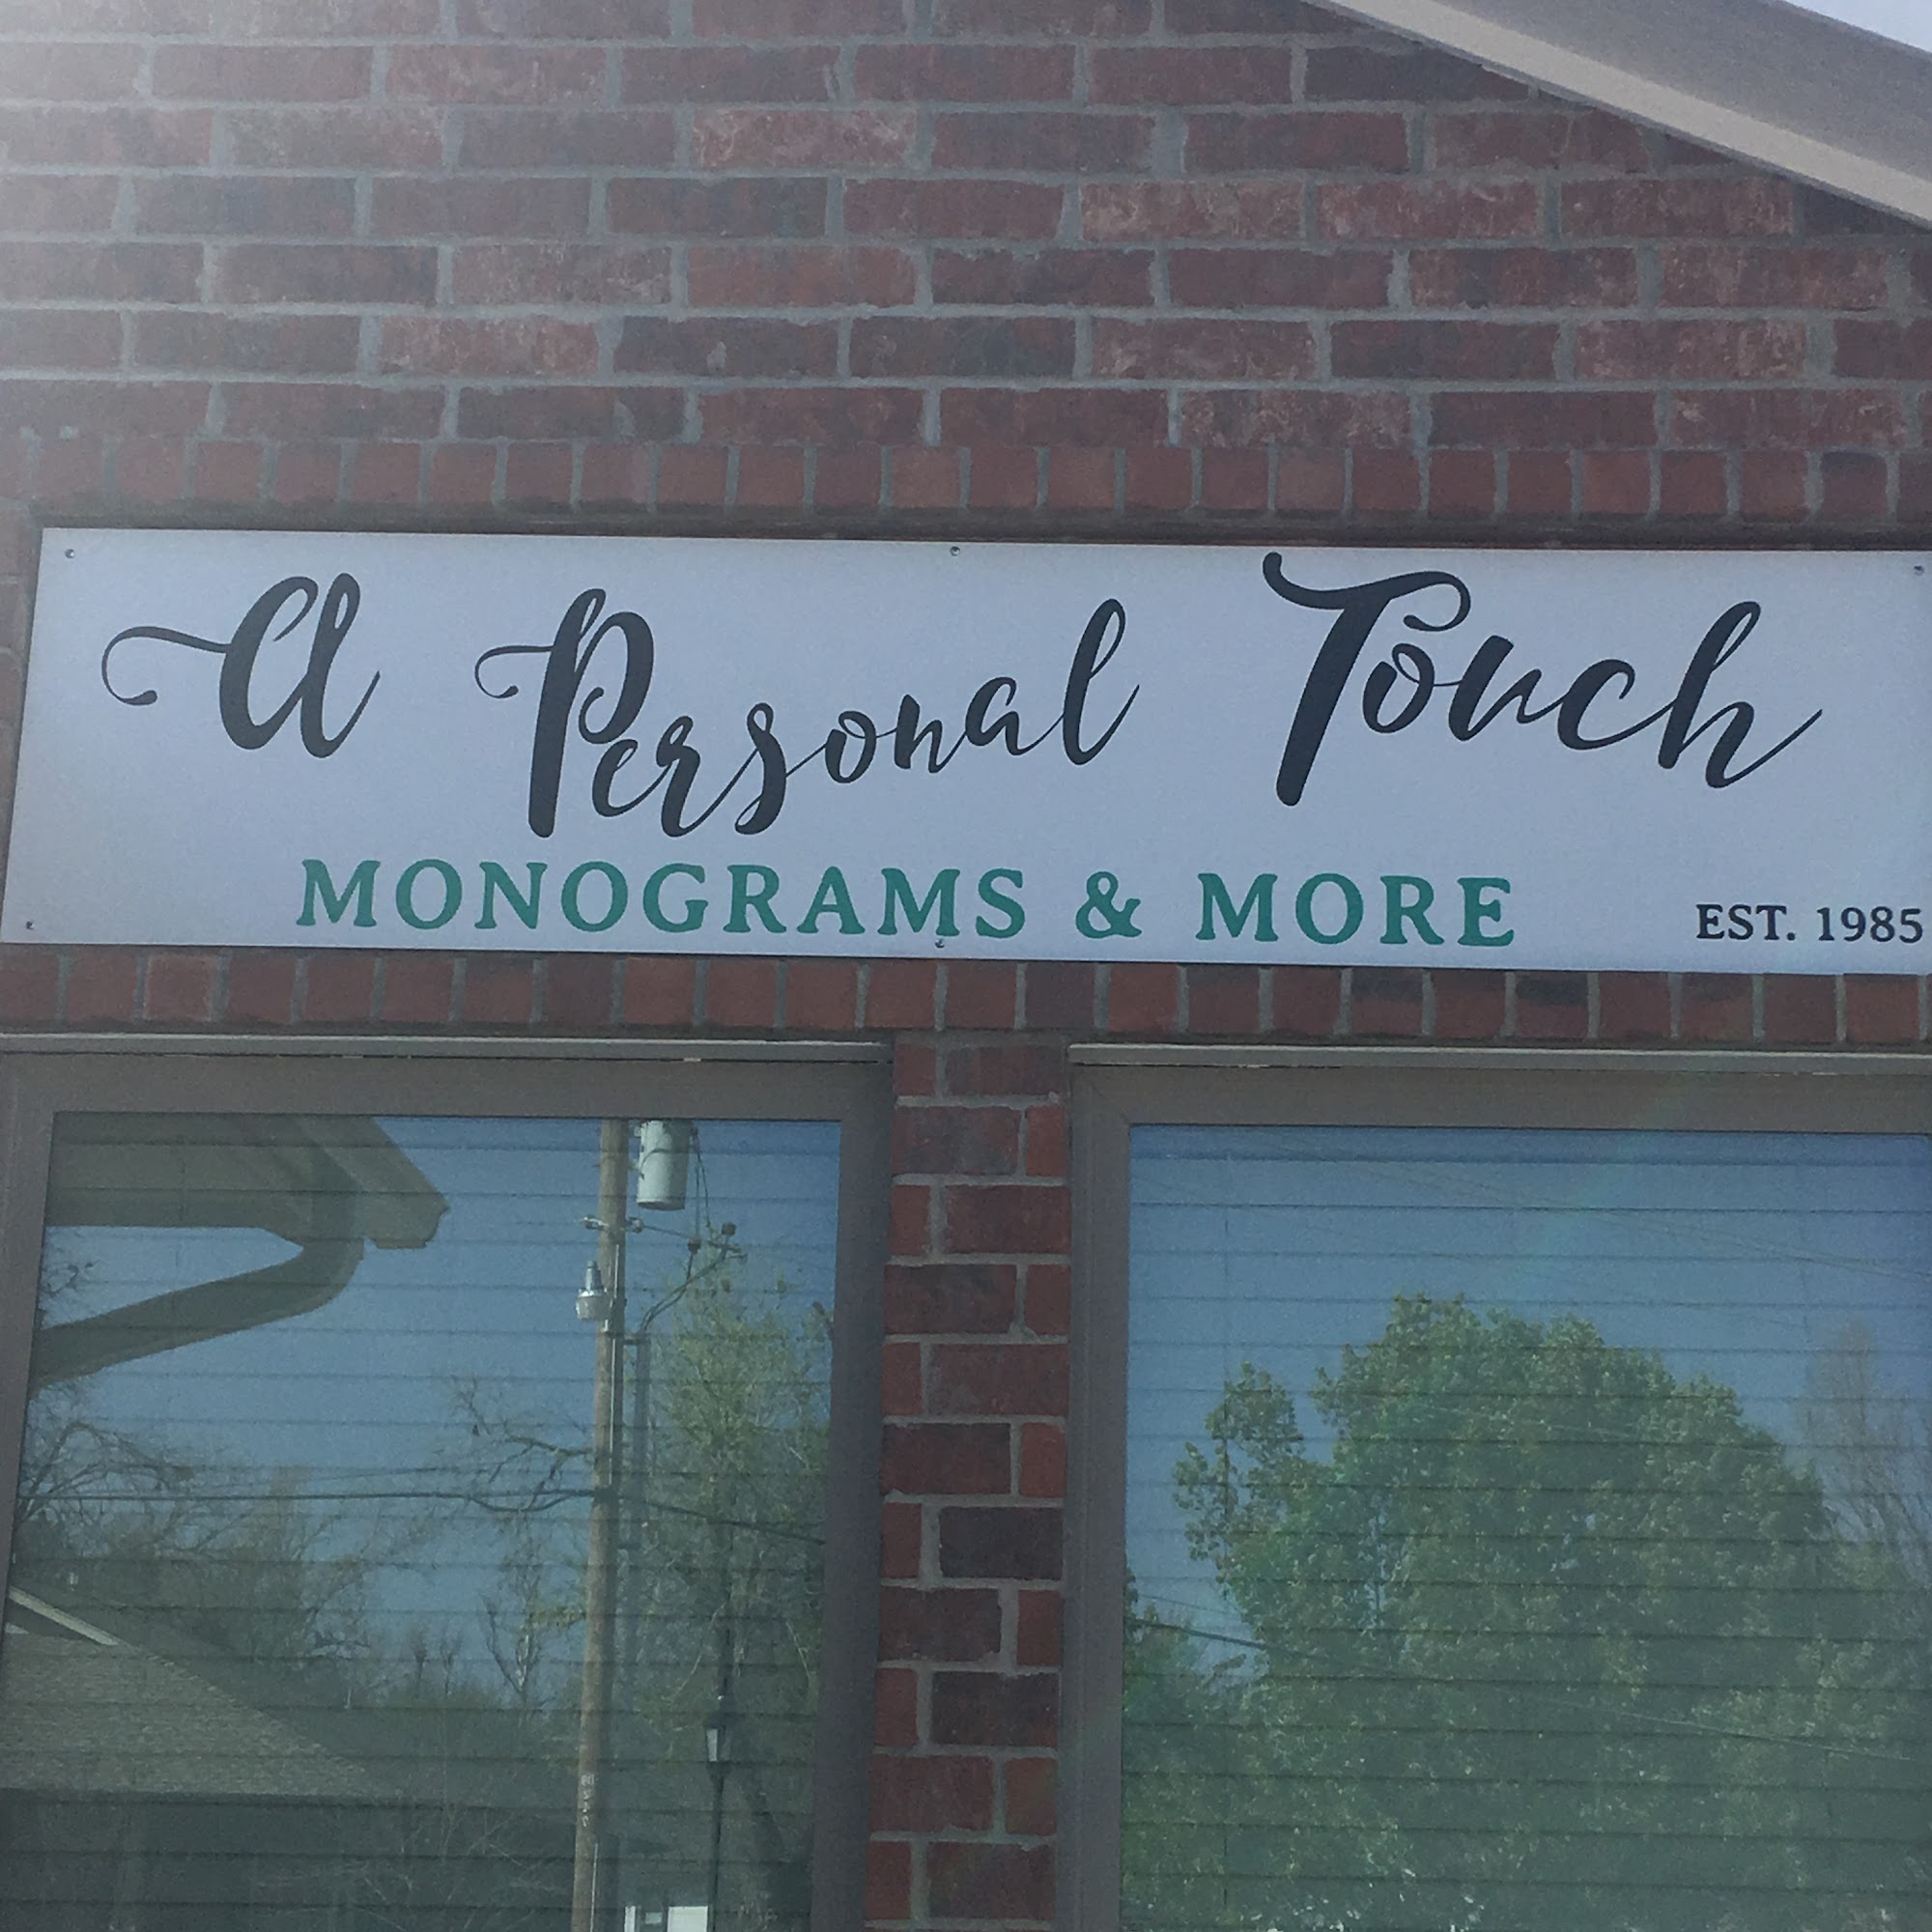 A Personal Touch
MONOGRAMS & MORE
EST. 1985